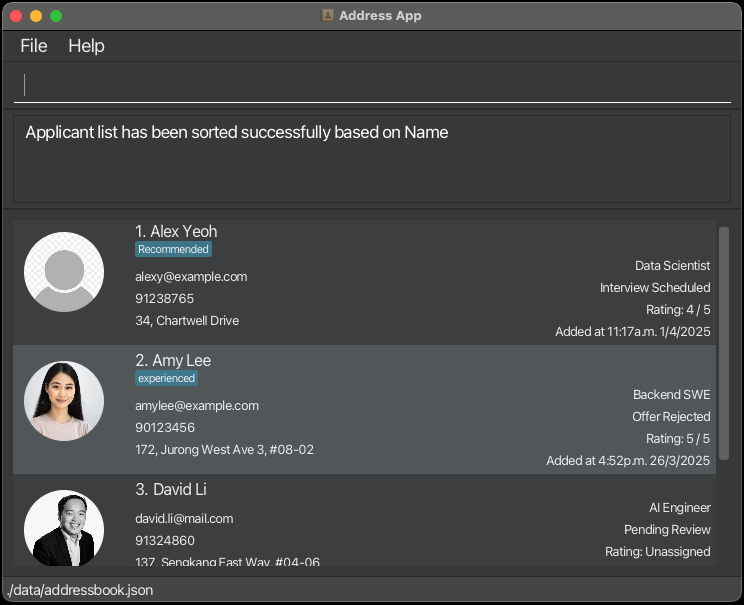 Address App
File Help
Applicant list has been sorted successfully based on Name
1. Alex Yeoh
Recommended
alexy@example.com
91238765
34, Chartwell Drive
Data Scientist
Interview Scheduled
Rating: 4 / 5
Added at 11:17a.m. 1/4/2025
2. Amy Lee
experienced
amylee@example.com
90123456
172, Jurong West Ave 3, #08-02
Backend SWE
Offer Rejected
Rating: 5 / 5
Added at 4:52p.m. 26/3/2025
3. David Li
david.li@mail.com
91324860
137, Sengkang East Way, #04-06
AI Engineer
Pending Review
Rating: Unassigned
./data/addressbook.json